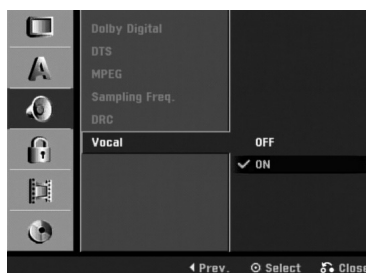 A
Dolby Digital
DTS
MPEG
Sampling Freq.
DRC
Vocal
OFF
ON
Prev.
Select
Close